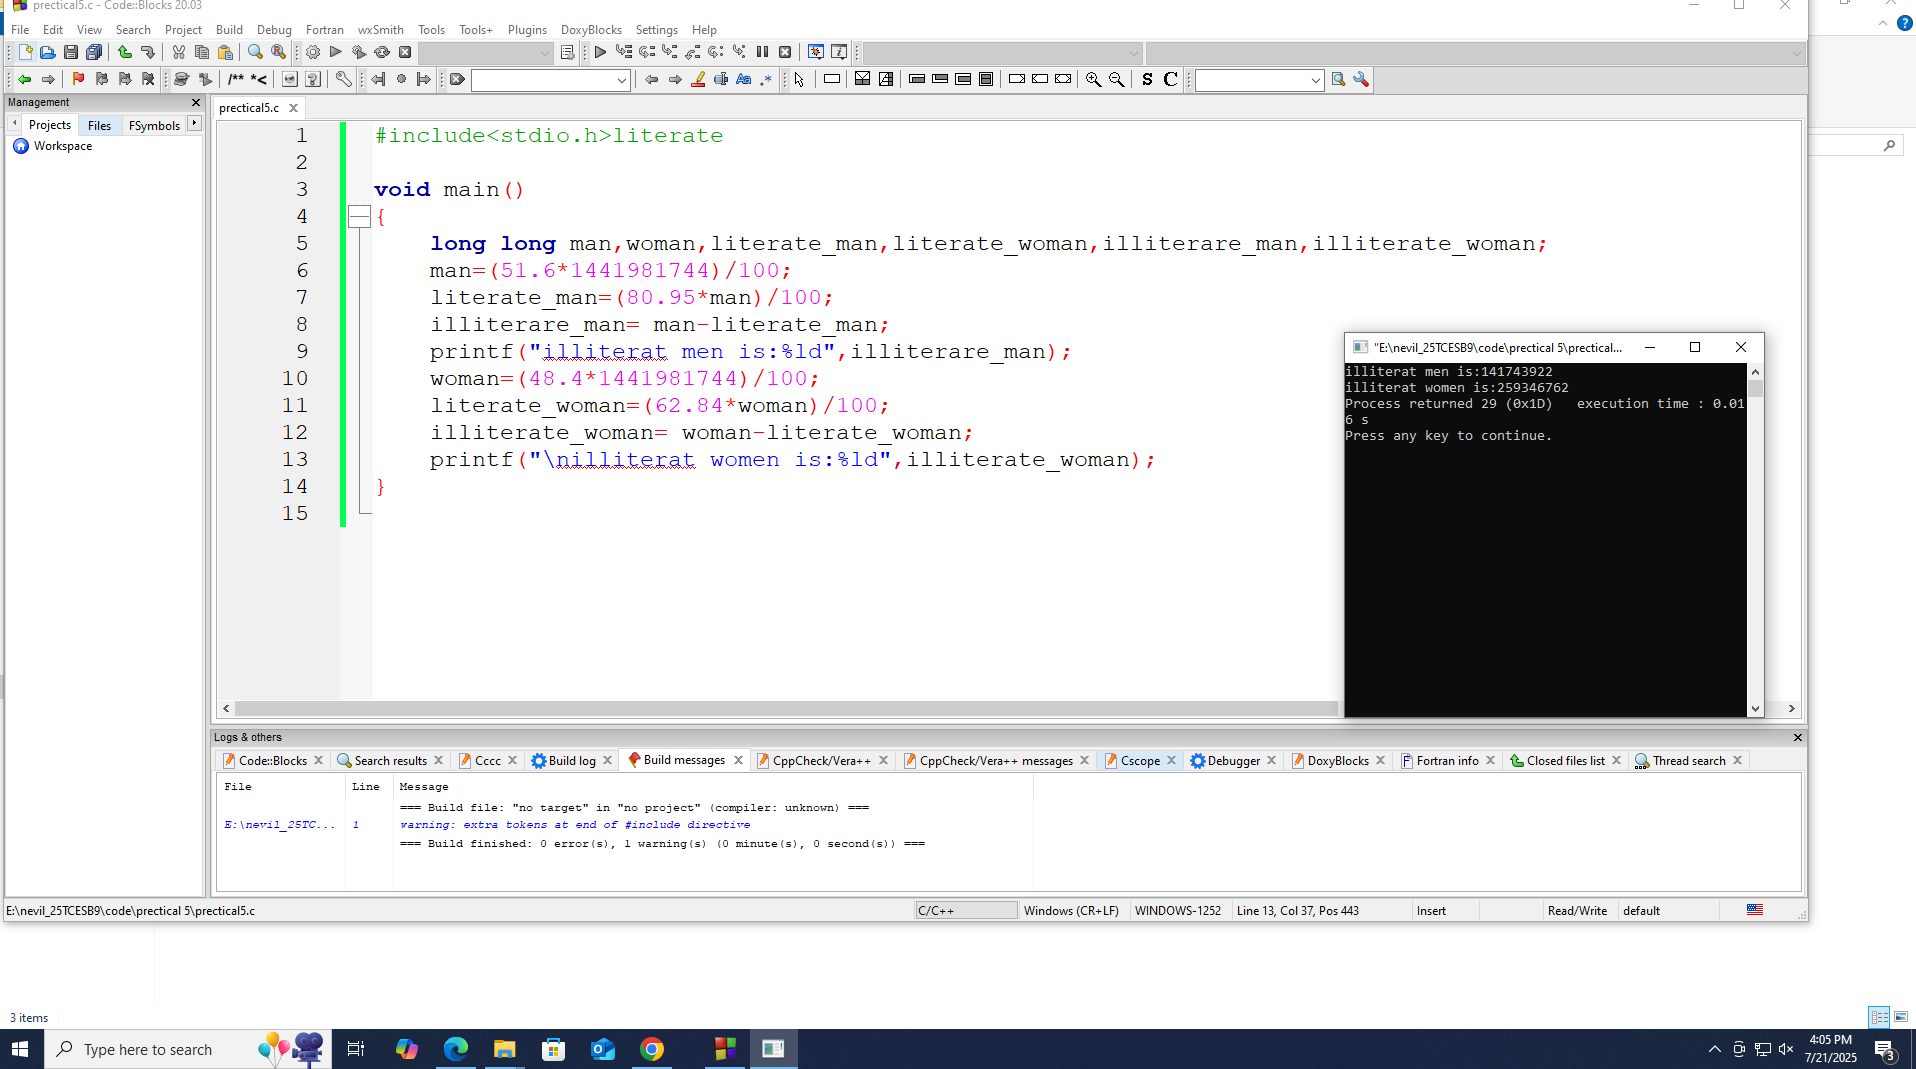 prectical5.c - Code::Blocks 20.03
File Edit View Search Project Build Debug Fortran wxSmith Tools Tools+ Plugins DoxyBlocks Settings Help
/** *< Aa .* S C
Management
Projects Files FSymbols
Workspace
prectical5.c
1 #include<stdio.h>literate
2
3 void main()
4 {
5 long long man,woman,literate_man,literate_woman,illiterare_man,illiterate_woman;
6 man=(51.6*1441981744)/100;
7 literate_man=(80.95*man)/100;
8 illiterare_man= man-literate_man;
9 printf("illiterat men is:%ld",illiterare_man);
10 woman=(48.4*1441981744)/100;
11 literate_woman=(62.84*woman)/100;
12 illiterate_woman= woman-literate_woman;
13 printf("\nilliterat women is:%ld",illiterate_woman);
14 }
15
"E:\nevil_25TCESB9\code\prectical 5\prectical...
illiterat men is:141743922
illiterat women is:259346762
Process returned 29 (0x1D) execution time : 0.01
6 s
Press any key to continue.
Logs & others
Code::Blocks Search results Cccc Build log Build messages CppCheck/Vera++ CppCheck/Vera++ messages Cscope Debugger DoxyBlocks Fortran info Closed files list Thread search
File Line Message
=== Build file: "no target" in "no project" (compiler: unknown) ===
E:\nevil_25TC... 1 warning: extra tokens at end of #include directive
=== Build finished: 0 error(s), 1 warning(s) (0 minute(s), 0 second(s)) ===
E:\nevil_25TCESB9\code\prectical 5\prectical5.c C/C++ Windows (CR+LF) WINDOWS-1252 Line 13, Col 37, Pos 443 Insert Read/Write default
3 items
Type here to search
4:05 PM
7/21/2025
3